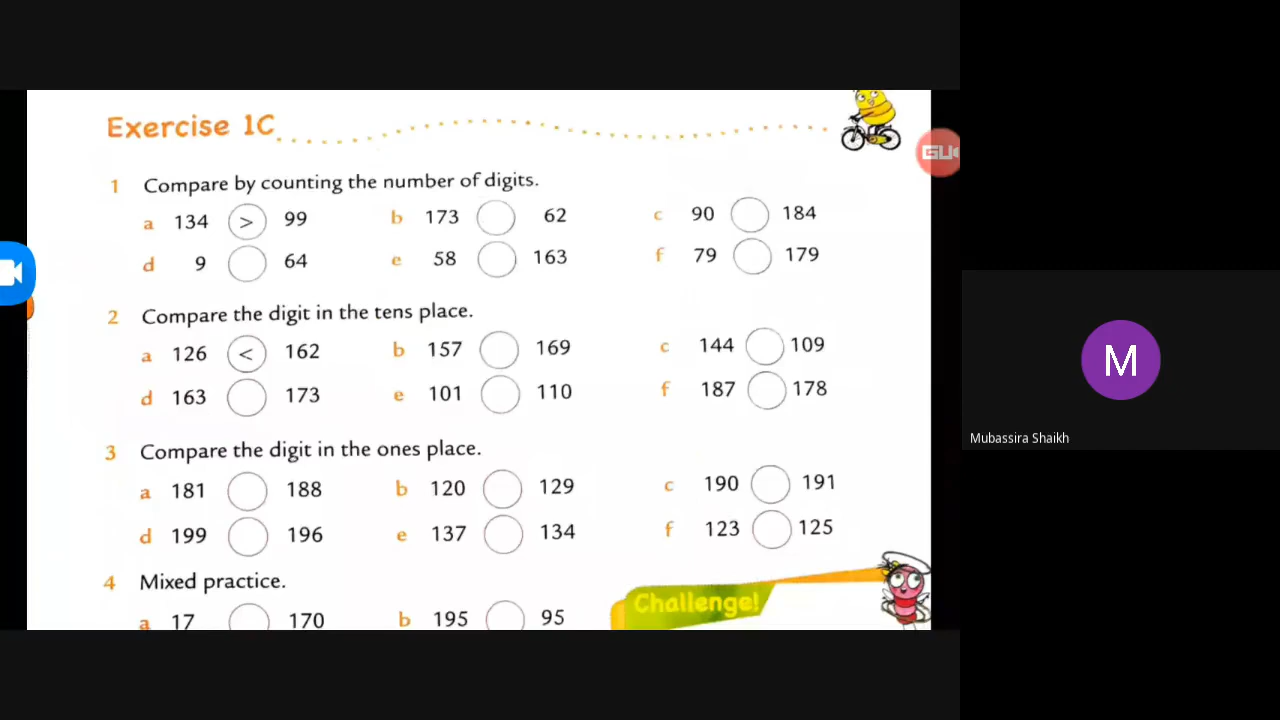 Exercise 1C
1 Compare by counting the number of digits.
a 134 > 99 b 173 62 c 90 184
d 9 64 e 58 163 f 79 179
2 Compare the digit in the tens place.
a 126 < 162 b 157 169 c 144 109
d 163 173 e 101 110 f 187 178
3 Compare the digit in the ones place.
a 181 188 b 120 129 c 190 191
d 199 196 e 137 134 f 123 125
4 Mixed practice.
a 17 170 b 195 95
Challenge!
M
Mubassira Shaikh